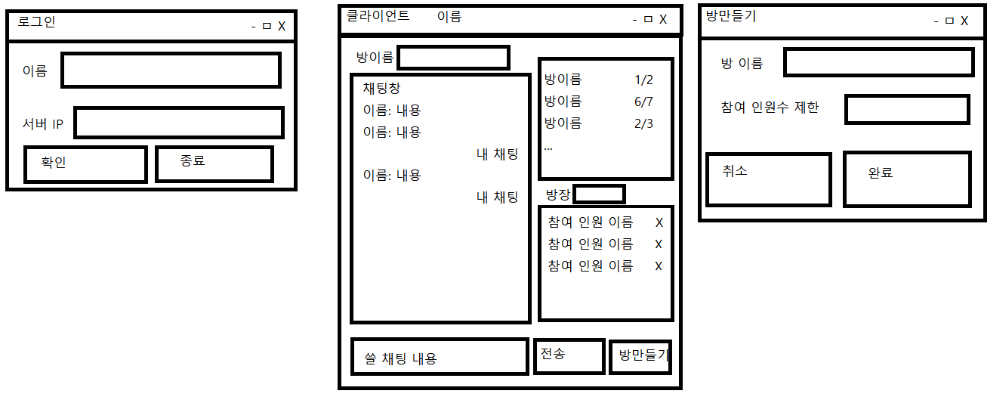 로그인 - ㅁ X
이름
서버 IP
확인 종료
클라이언트 이름 - ㅁ X
방이름
채팅창
이름: 내용
이름: 내용
내 채팅
이름: 내용
내 채팅
방이름 1/2
방이름 6/7
방이름 2/3
...
방장
참여 인원 이름 X
참여 인원 이름 X
참여 인원 이름 X
쓸 채팅 내용 전송 방만들기
방만들기 - ㅁ X
방 이름
참여 인원수 제한
취소 완료